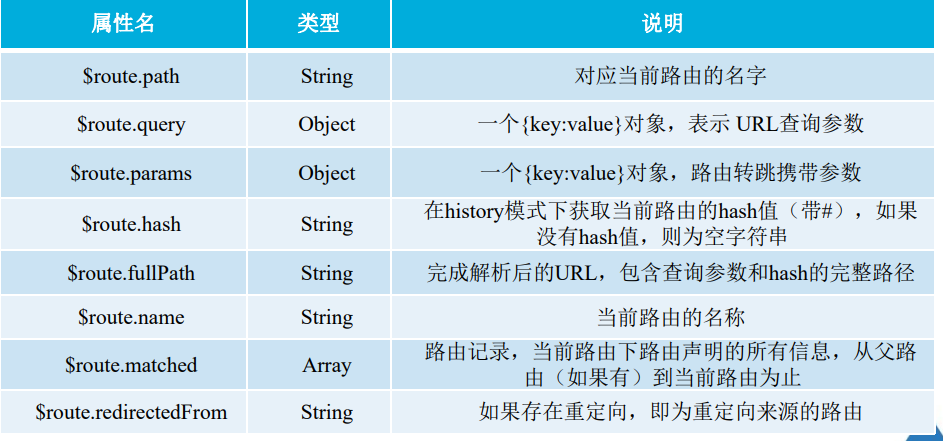 属性名 类型 说明
$route.path String 对应当前路由的名字
$route.query Object 一个{key:value}对象，表示 URL查询参数
$route.params Object 一个{key:value}对象，路由转跳携带参数
$route.hash String 在history模式下获取当前路由的hash值（带#），如果
没有hash值，则为空字符串
$route.fullPath String 完成解析后的URL，包含查询参数和hash的完整路径
$route.name String 当前路由的名称
$route.matched Array 路由记录，当前路由下路由声明的所有信息，从父路
由（如果有）到当前路由为止
$route.redirectedFrom String 如果存在重定向，即为重定向来源的路由